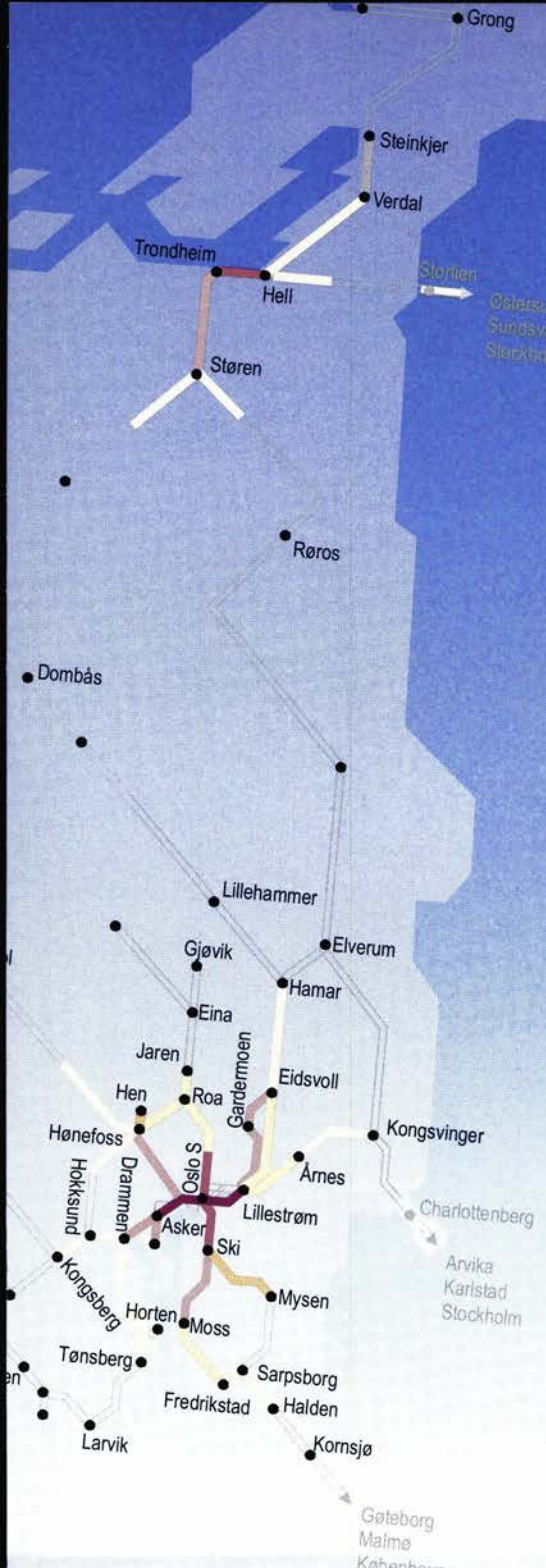 Grong
Steinkjer
Verdal
Trondheim
Hell
Storlien
Støren
Røros
Dombås
Lillehammer
Elverum
Gjøvik
Hamar
Eina
Jaren
Gardermoen
Eidsvoll
Hen
Roa
Hønefoss
Kongsvinger
Oslo S
Årnes
Hokksund
Drammen
Lillestrøm
Asker
Charlottenberg
Ski
Arvika
Karlstad
Stockholm
Kongsberg
Mysen
Horten
Moss
Tønsberg
Sarpsborg
Fredrikstad
Halden
Larvik
Kornsjø
Gøteborg
Malmø